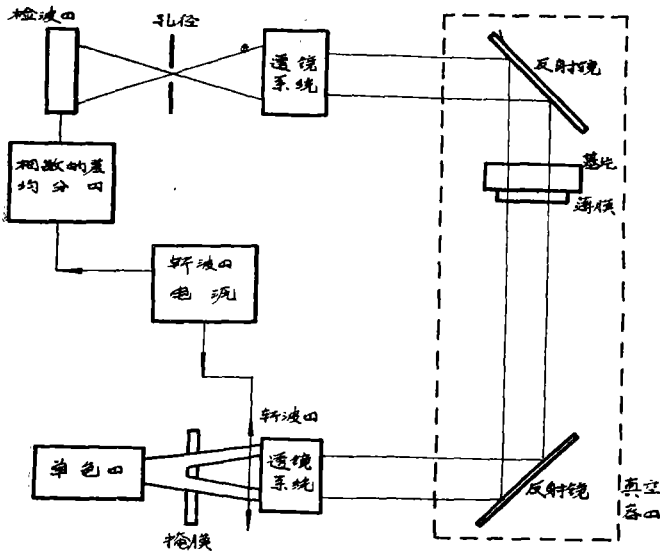 检波器
孔径
透镜
系统
反射镜
基片
薄膜
相敏的差
均分器
斩波器
电源
斩波器
单色器
掩膜
透镜
系统
反射镜
真空
容器